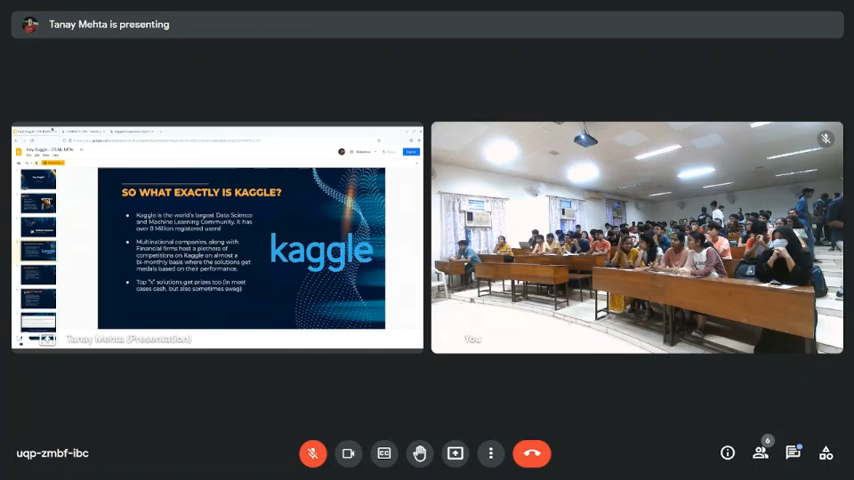 Tanay Mehta is presenting
SO WHAT EXACTLY IS KAGGLE?
Kaggle is the world's largest Data Science
and Machine Learning Community. It has
over 8 Million registered users!
Multinational companies, along with
Financial firms host a plethora of
competitions on Kaggle on almost a
bi-monthly basis where the solutions get
medals based on their performance.
Top "x" solutions get prizes too (in most
cases cash, but also sometimes swag)
kaggle
Tanay Mehta (Presentation)
You
uqp-zmbf-ibc
CC
6